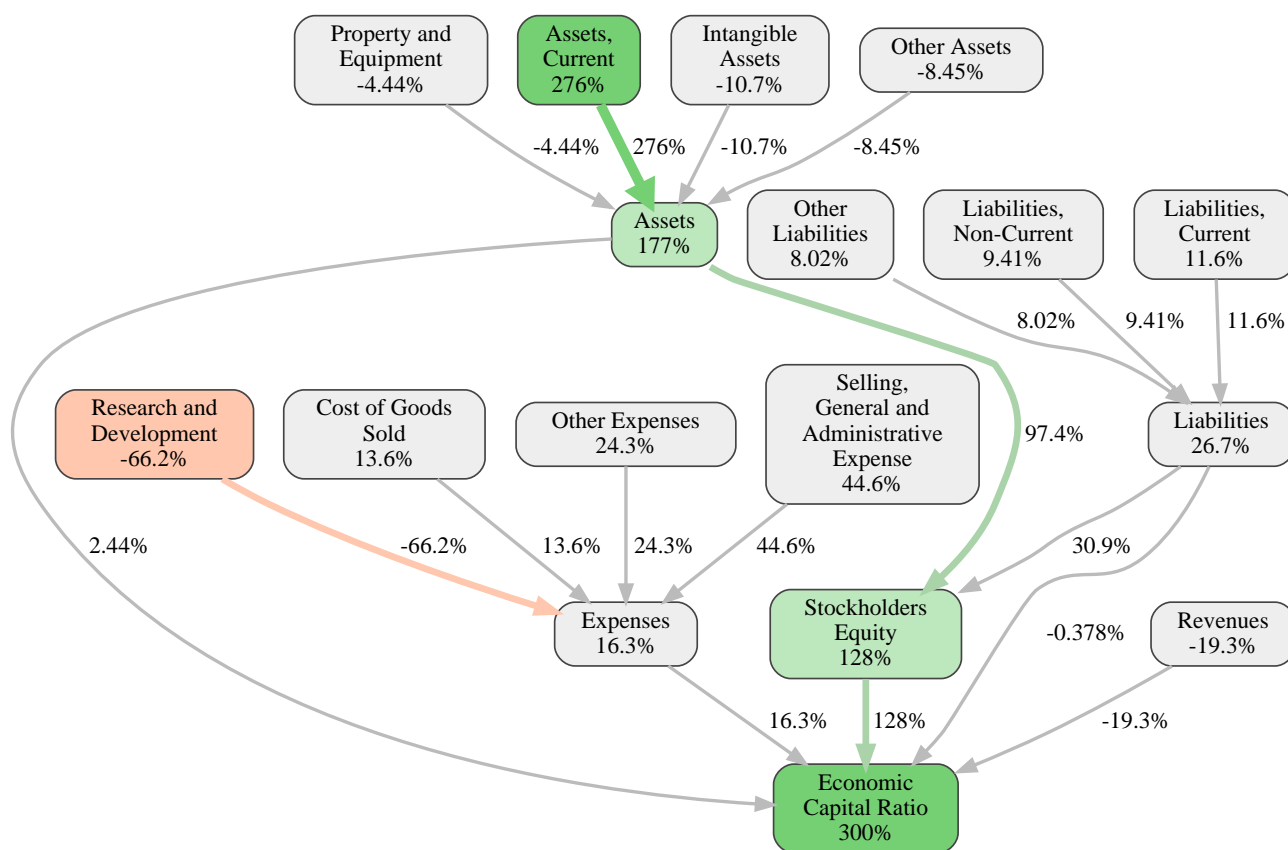 Property and
Equipment
-4.44%
Assets,
Current
276%
Intangible
Assets
-10.7%
Other Assets
-8.45%
-4.44%
276%
-10.7%
-8.45%
Assets
177%
Other
Liabilities
8.02%
Liabilities,
Non-Current
9.41%
Liabilities,
Current
11.6%
8.02%
9.41%
11.6%
Research and
Development
-66.2%
Cost of Goods
Sold
13.6%
Other Expenses
24.3%
Selling,
General and
Administrative
Expense
44.6%
97.4%
Liabilities
26.7%
2.44%
-66.2%
13.6%
24.3%
44.6%
30.9%
Expenses
16.3%
Stockholders
Equity
128%
-0.378%
Revenues
-19.3%
16.3%
128%
-19.3%
Economic
Capital Ratio
300%